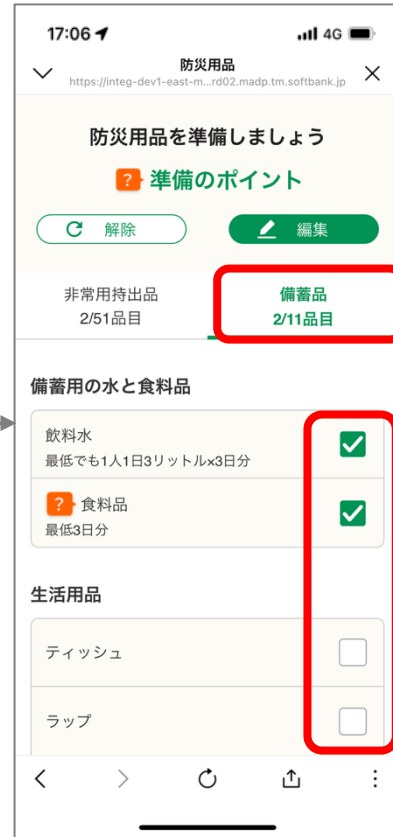 17:06
4G
防災用品
https://integ-dev1-east-m...rd02.madp.tm.softbank.jp
防災用品を準備しましょう
? 準備のポイント
解除
編集
非常用持出品
2/51品目
備蓄品
2/11品目
備蓄用の水と食料品
飲料水
最低でも1人1日3リットル×3日分
? 食料品
最低3日分
生活用品
ティッシュ
ラップ